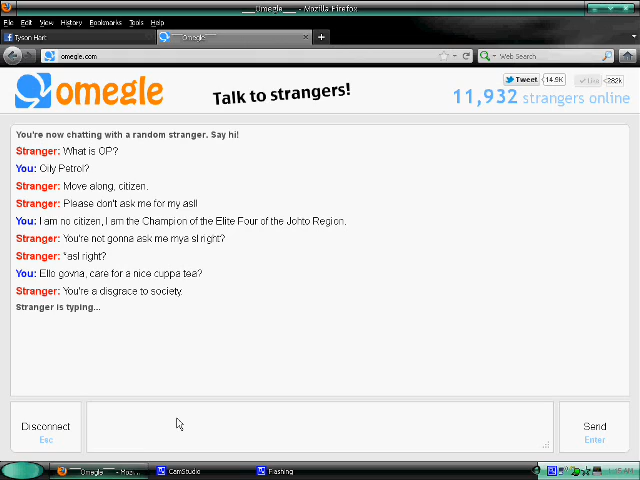 ___Omegle___ - Mozilla Firefox
File Edit View History Bookmarks Tools Help
Tyson Hart
___Omegle___
omegle.com
Web Search
omegle
Talk to strangers!
Tweet 14.9K
Like 282k
11,932 strangers online
You're now chatting with a random stranger. Say hi!
Stranger: What is OP?
You: Oily Petrol?
Stranger: Move along, citizen.
Stranger: Please don't ask me for my asl!
You: I am no citizen, I am the Champion of the Elite Four of the Johto Region.
Stranger: You're not gonna ask me mya sl right?
Stranger: *asl right?
You: Ello govna, care for a nice cuppa tea?
Stranger: You're a disgrace to society.
Stranger is typing...
Disconnect
Esc
Send
Enter
___Omegle___ - Moz...
CamStudio
Flashing
1:45 AM